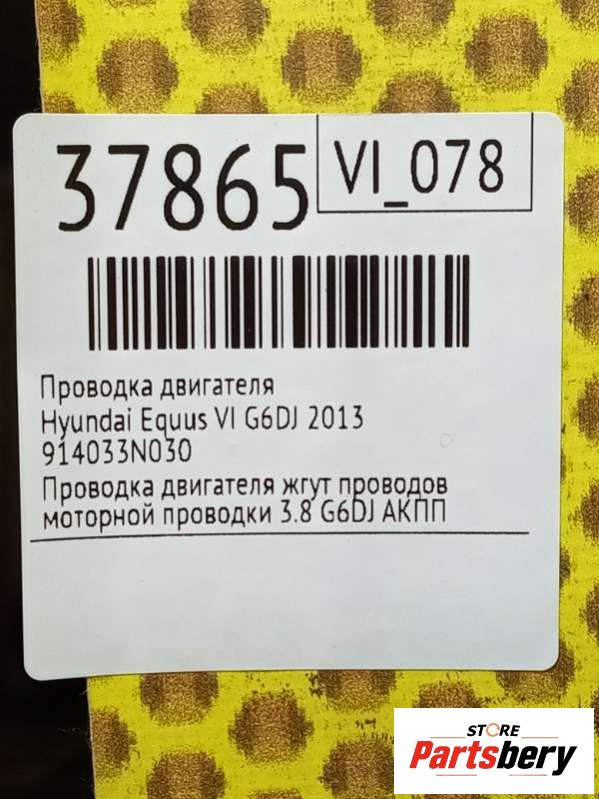 37865
VI_078
Проводка двигателя
Hyundai Equus VI G6DJ 2013
914033N030
Проводка двигателя жгут проводов
моторной проводки 3.8 G6DJ АКПП
STORE
Partsbery